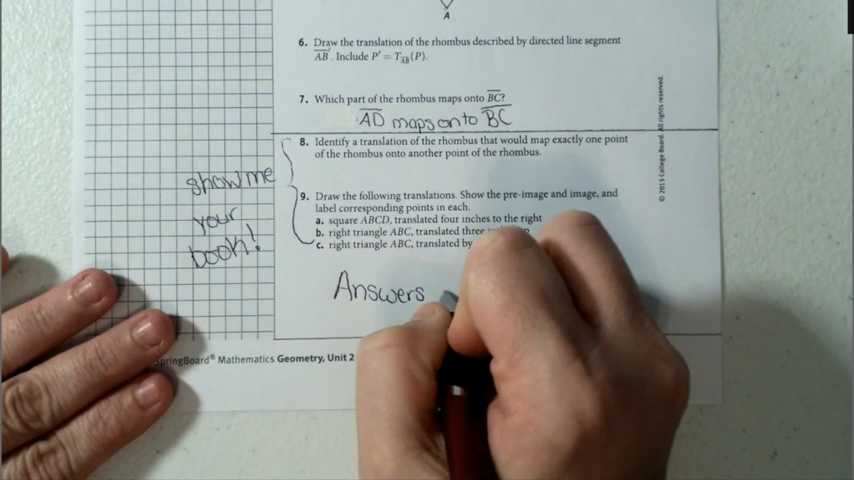 A
6. Draw the translation of the rhombus described by directed line segment
AB. Include P′ = T_AB(P).
7. Which part of the rhombus maps onto BC?
AD maps onto BC
8. Identify a translation of the rhombus that would map exactly one point
of the rhombus onto another point of the rhombus.
show me
your
book!
9. Draw the following translations. Show the pre-image and image, and
label corresponding points in each.
a. square ABCD, translated four inches to the right
b. right triangle ABC, translated three
c. right triangle ABC, translated by
Answers
SpringBoard® Mathematics Geometry, Unit 2
© 2015 College Board. All rights reserved.